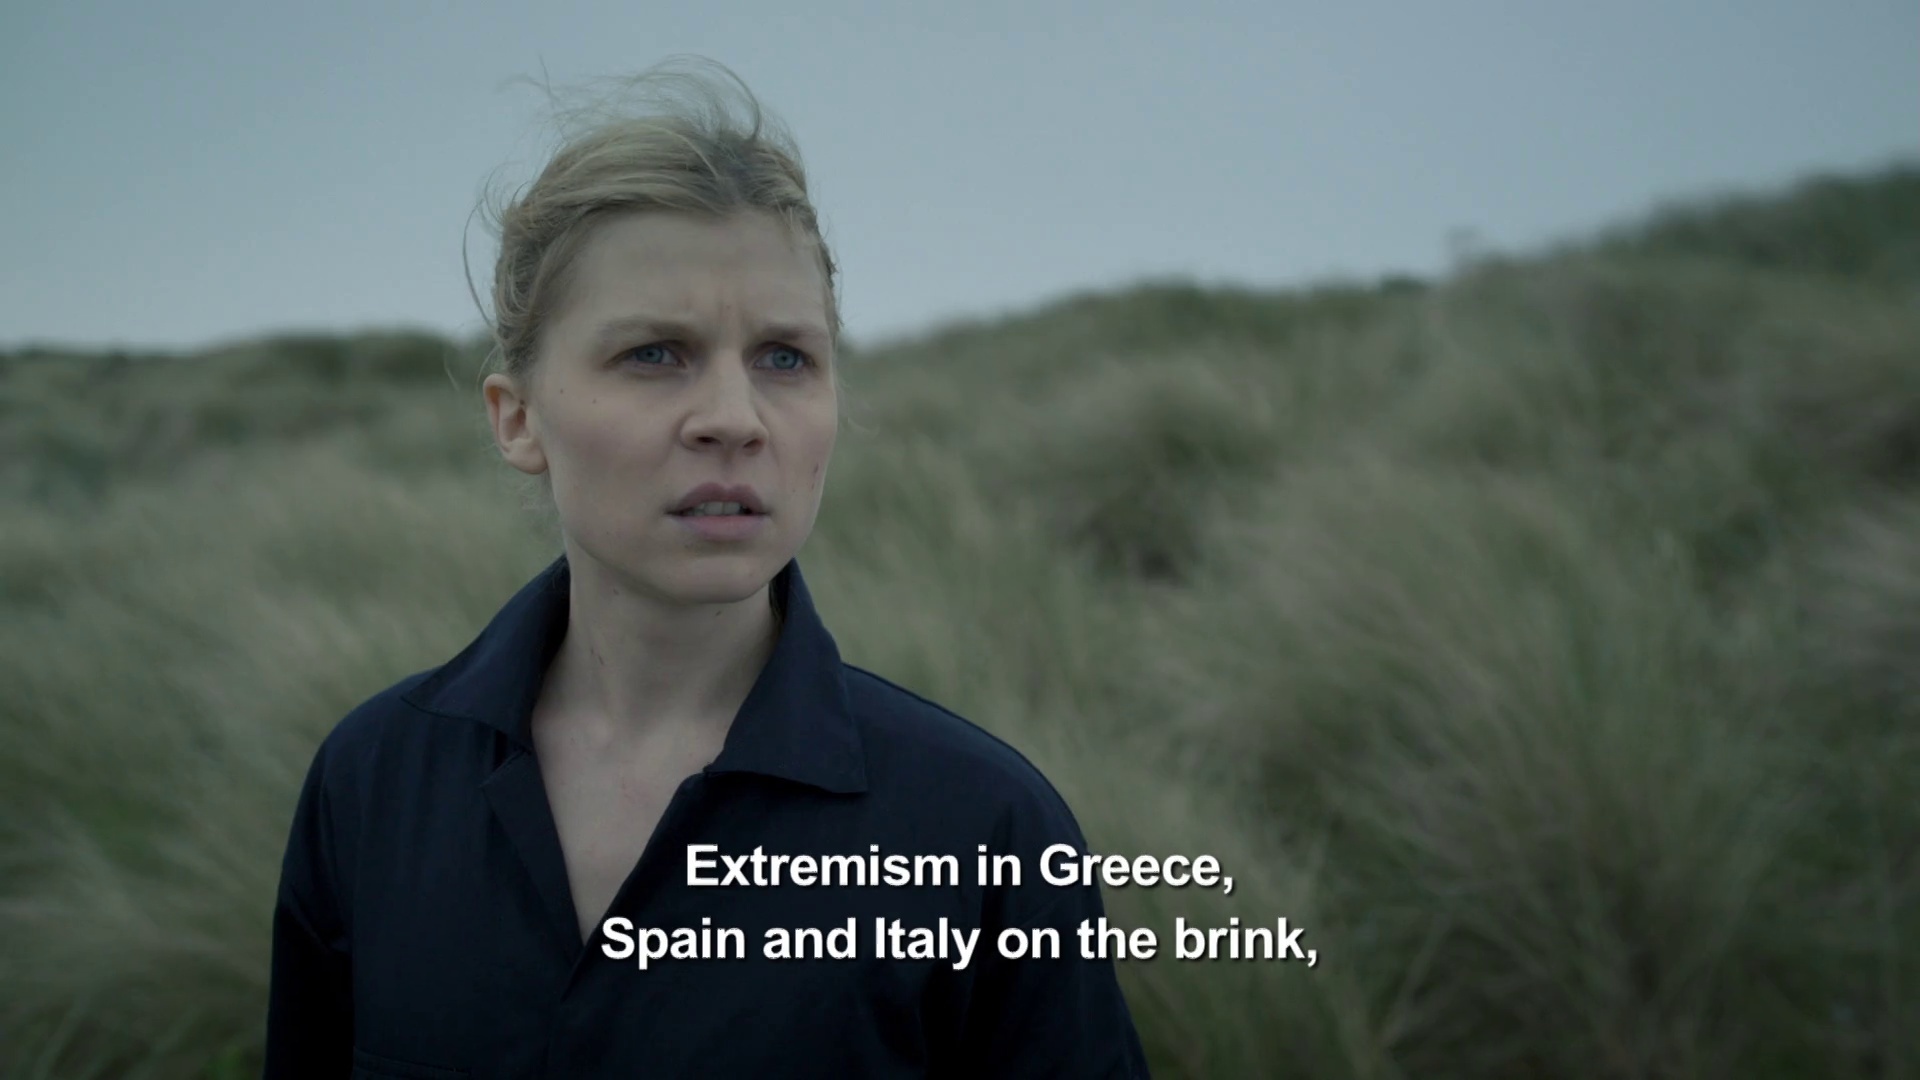 Extremism in Greece,
Spain and Italy on the brink,